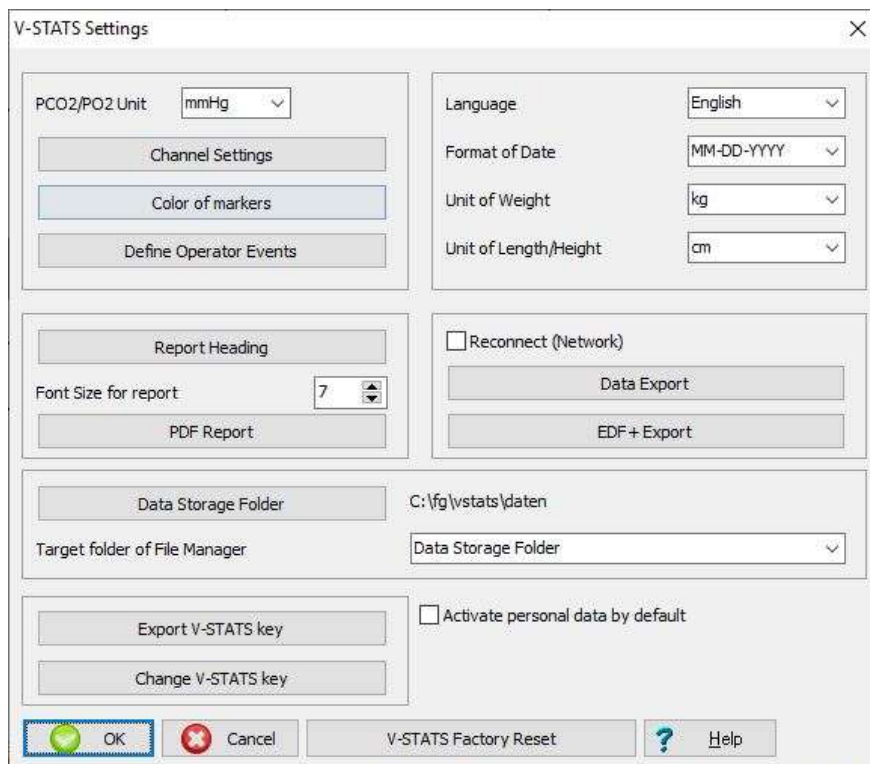 V-STATS Settings
PCO2/PO2 Unit mmHg
Channel Settings
Color of markers
Define Operator Events
Language English
Format of Date MM-DD-YYYY
Unit of Weight kg
Unit of Length/Height cm
Report Heading
Font Size for report 7
PDF Report
Reconnect (Network)
Data Export
EDF+ Export
Data Storage Folder C:\fg\vstats\daten
Target folder of File Manager Data Storage Folder
Export V-STATS key
Change V-STATS key
Activate personal data by default
OK Cancel V-STATS Factory Reset ? Help